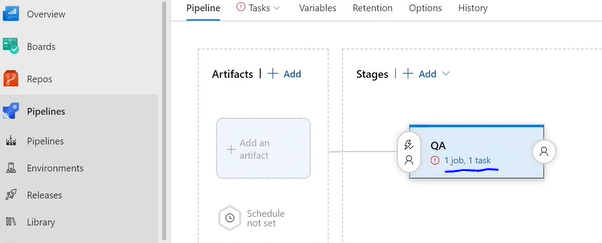 Overview
Boards
Repos
Pipelines
Pipelines
Environments
Releases
Library
Pipeline Tasks Variables Retention Options History
Artifacts | + Add
+ Add an
artifact
Schedule
not set
Stages | + Add
QA
1 job, 1 task